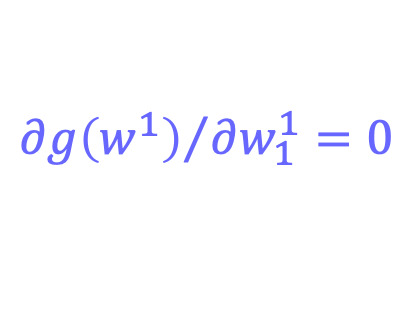 ∂g(w¹)/∂w₁¹ = 0